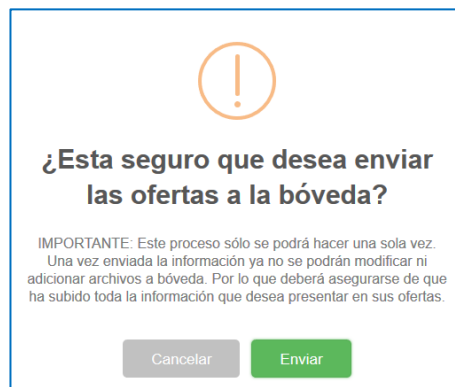 ¿Esta seguro que desea enviar
las ofertas a la bóveda?
IMPORTANTE: Este proceso sólo se podrá hacer una sola vez.
Una vez enviada la información ya no se podrán modificar ni
adicionar archivos a bóveda. Por lo que deberá asegurarse de que
ha subido toda la información que desea presentar en sus ofertas.
Cancelar
Enviar